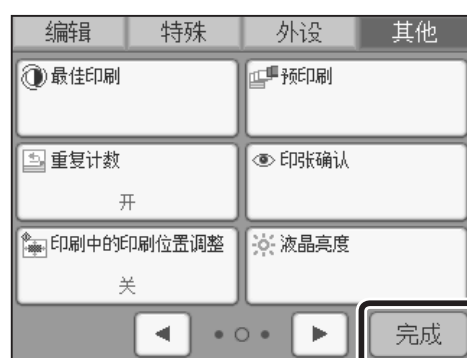 编辑 特殊 外设 其他
最佳印刷 预印刷
重复计数 印张确认
开
印刷中的印刷位置调整 液晶亮度
关
完成